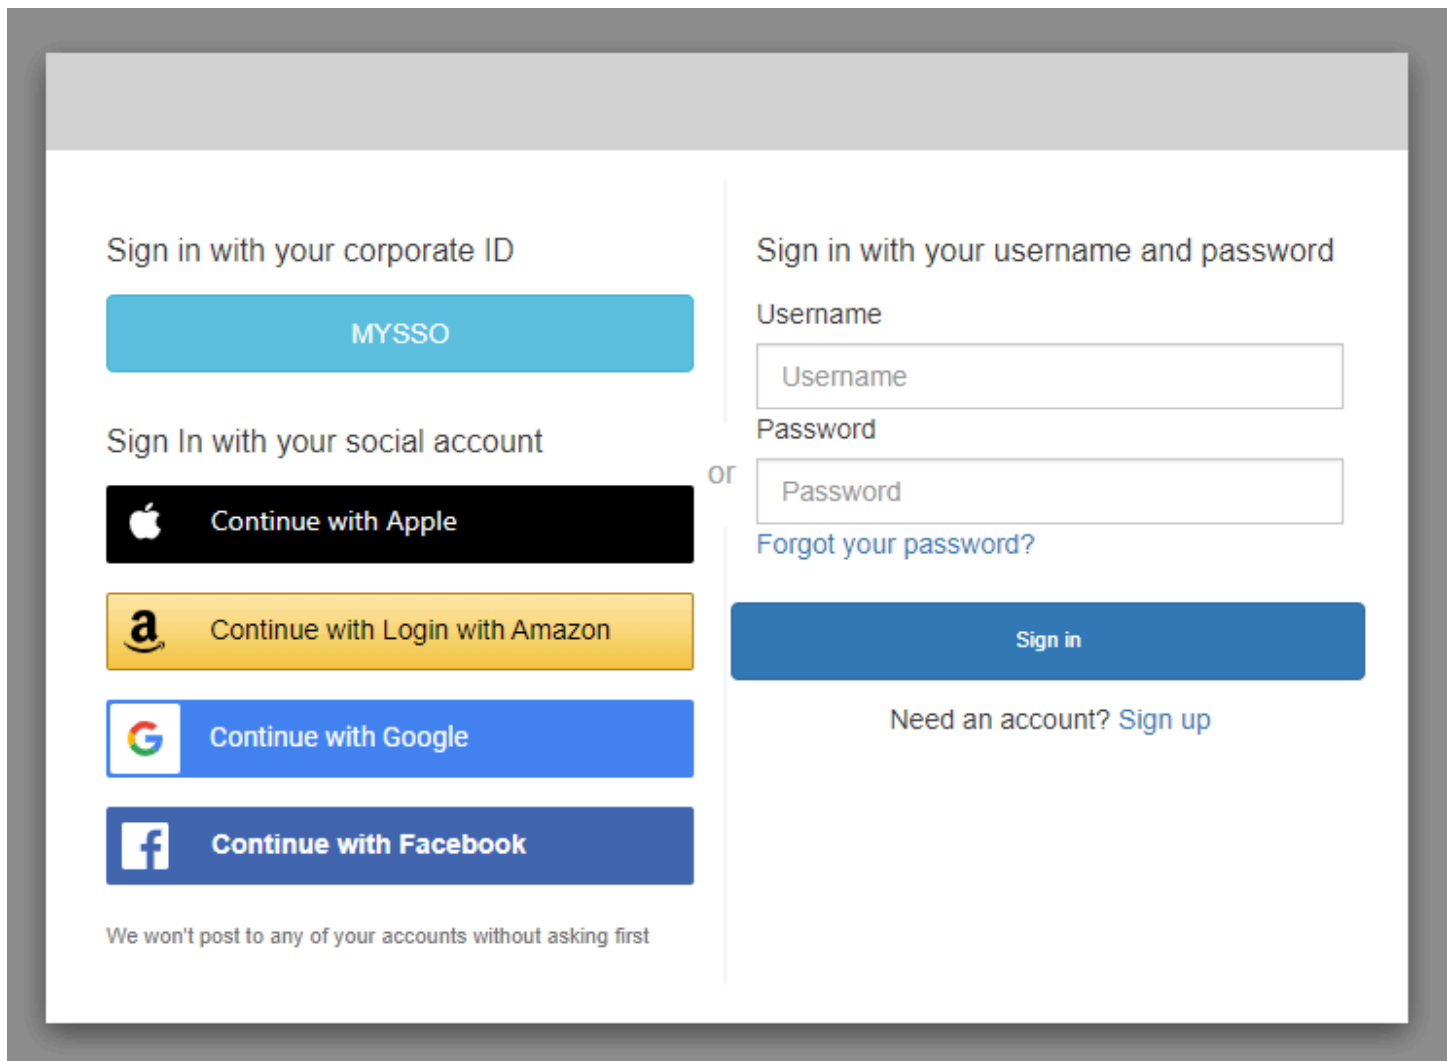 Sign in with your corporate ID
MYSSO
Sign In with your social account
Continue with Apple
Continue with Login with Amazon
Continue with Google
Continue with Facebook
We won't post to any of your accounts without asking first
or
Sign in with your username and password
Username
Username
Password
Password
Forgot your password?
Sign in
Need an account? Sign up